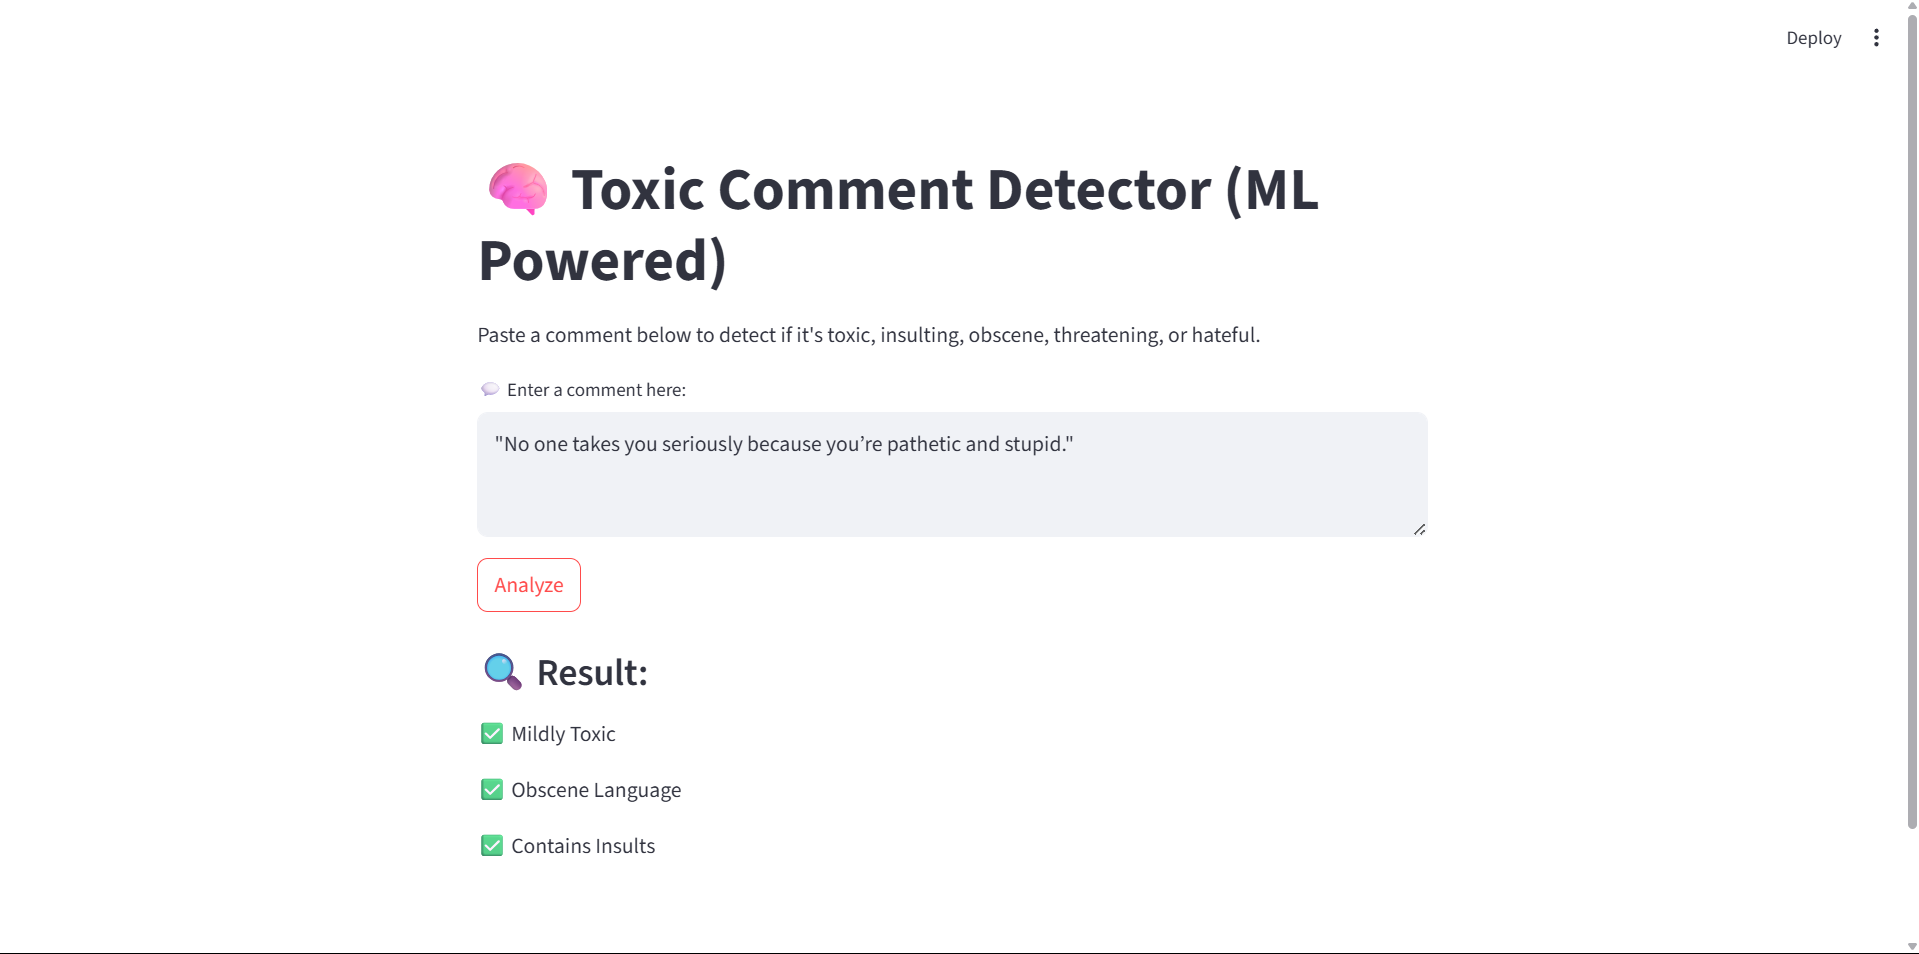 Deploy
Toxic Comment Detector (ML
Powered)
Paste a comment below to detect if it's toxic, insulting, obscene, threatening, or hateful.
Enter a comment here:
"No one takes you seriously because you’re pathetic and stupid."
Analyze
Result:
Mildly Toxic
Obscene Language
Contains Insults